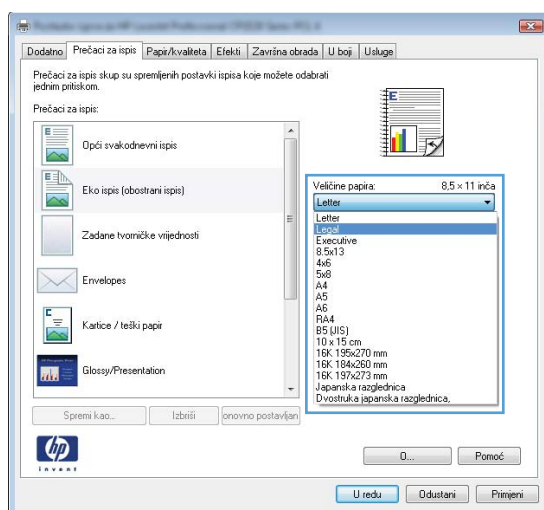 Dodatno Prečaci za ispis Papir/kvaliteta Efekti Završna obrada U boji Usluge
Prečaci za ispis skup su spremljenih postavki ispisa koje možete odabrati
jednim pritiskom.
Prečaci za ispis:
Opći svakodnevni ispis
Eko ispis (obostrani ispis)
Zadane tvorničke vrijednosti
Envelopes
Kartice / teški papir
Glossy/Presentation
Spremi kao... Izbriši onovno postavljan
Veličine papira: 8,5 × 11 inča
Letter
Letter
Legal
Executive
8.5x13
4x6
5x8
A4
A5
A6
RA4
B5 (JIS)
10 x 15 cm
16K 195x270 mm
16K 184x260 mm
16K 197x273 mm
Japanska razglednica
Dvostruka japanska razglednica,
hp
invent
O... Pomoć
U redu Odustani Primijeni